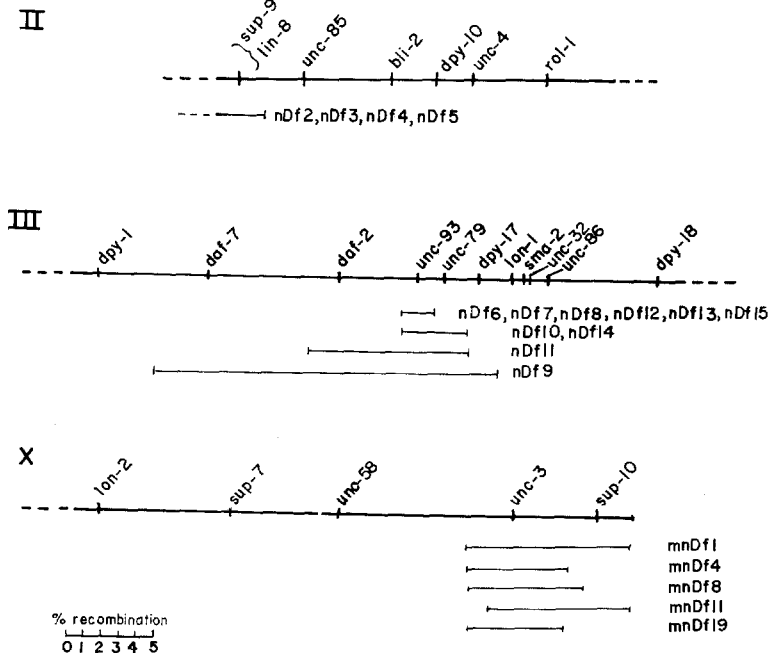 II
sup-9
lin-8
unc-85
bli-2
dpy-10
unc-4
rol-1
nDf2,nDf3,nDf4,nDf5
III
dpy-1
daf-7
daf-2
unc-93
unc-79
dpy-17
lon-1
sma-2
unc-32
unc-86
dpy-18
nDf6,nDf7,nDf8,nDf12,nDf13,nDf15
nDf10,nDf14
nDf11
nDf9
X
lon-2
sup-7
unc-58
unc-3
sup-10
mnDf1
mnDf4
mnDf8
mnDf11
mnDf19
% recombination
0 1 2 3 4 5